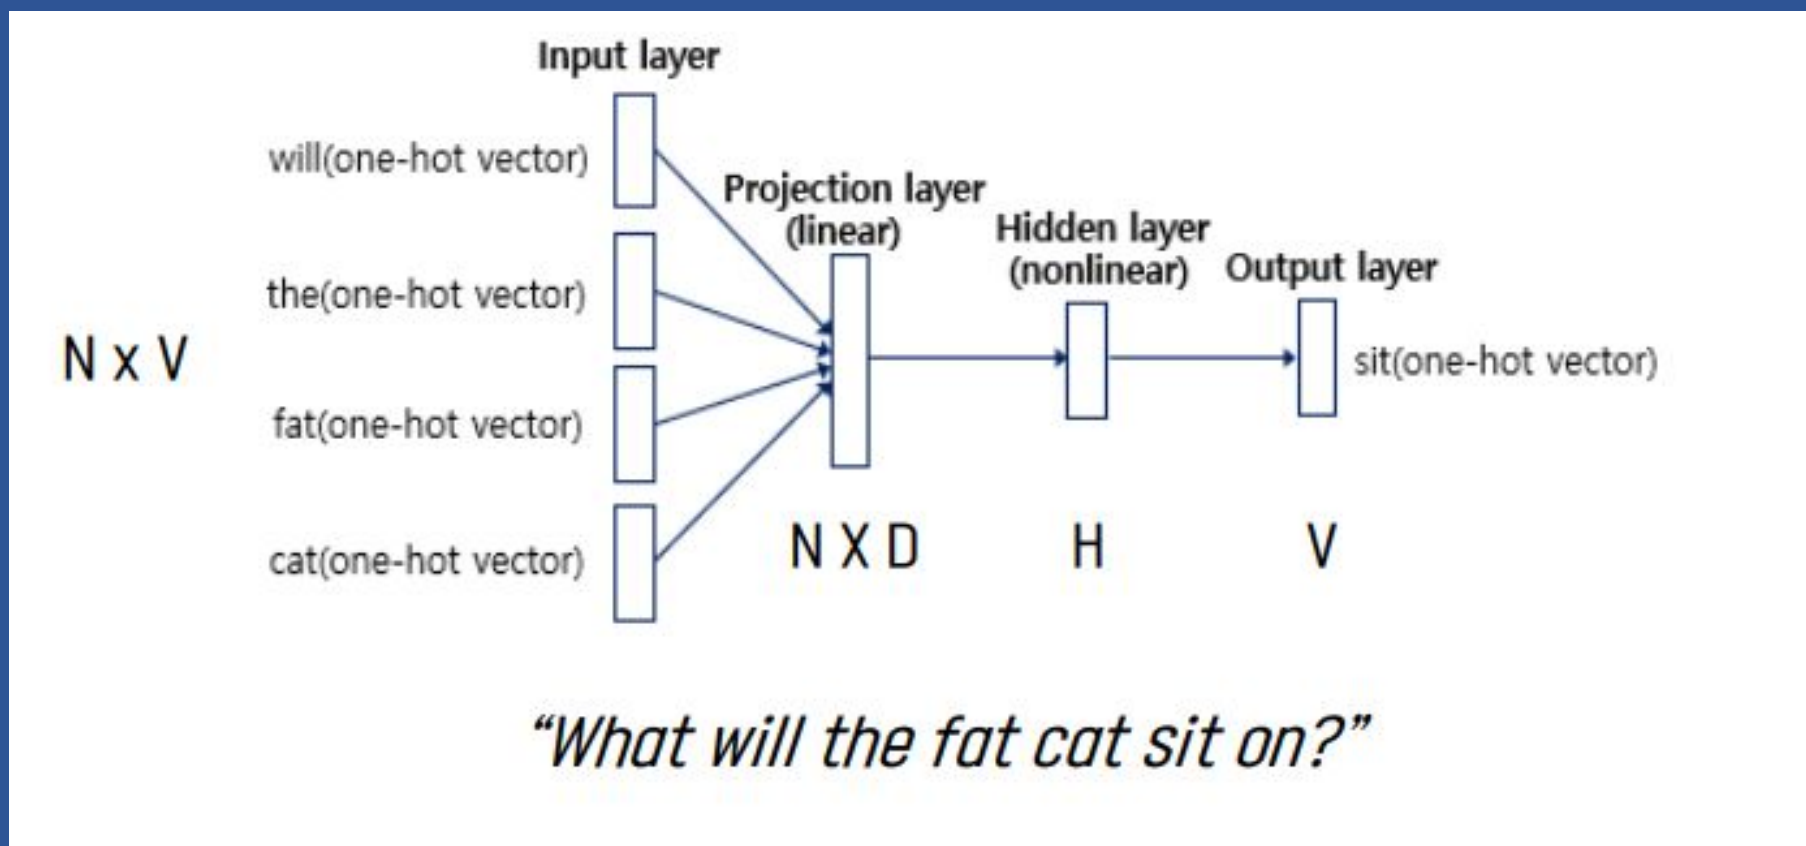 Input layer
will(one-hot vector)
Projection layer
(linear)
Hidden layer
(nonlinear)
Output layer
the(one-hot vector)
N x V
sit(one-hot vector)
fat(one-hot vector)
cat(one-hot vector)
N X D
H
V
“What will the fat cat sit on?”